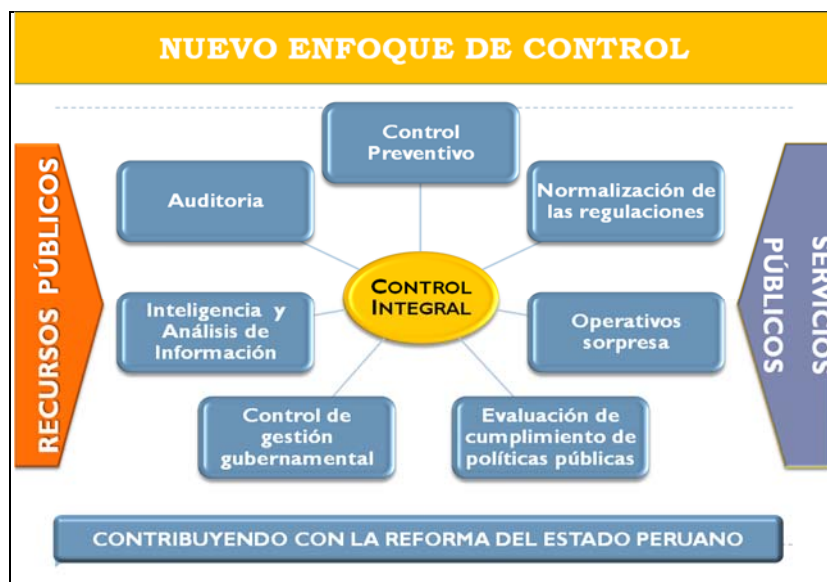 NUEVO ENFOQUE DE CONTROL
Control
Preventivo
Auditoria
Normalización de
las regulaciones
RECURSOS PÚBLICOS
CONTROL
INTEGRAL
SERVICIOS
PÚBLICOS
Inteligencia y
Análisis de
Información
Operativos
sorpresa
Control de
gestión
gubernamental
Evaluación de
cumplimiento de
políticas públicas
CONTRIBUYENDO CON LA REFORMA DEL ESTADO PERUANO